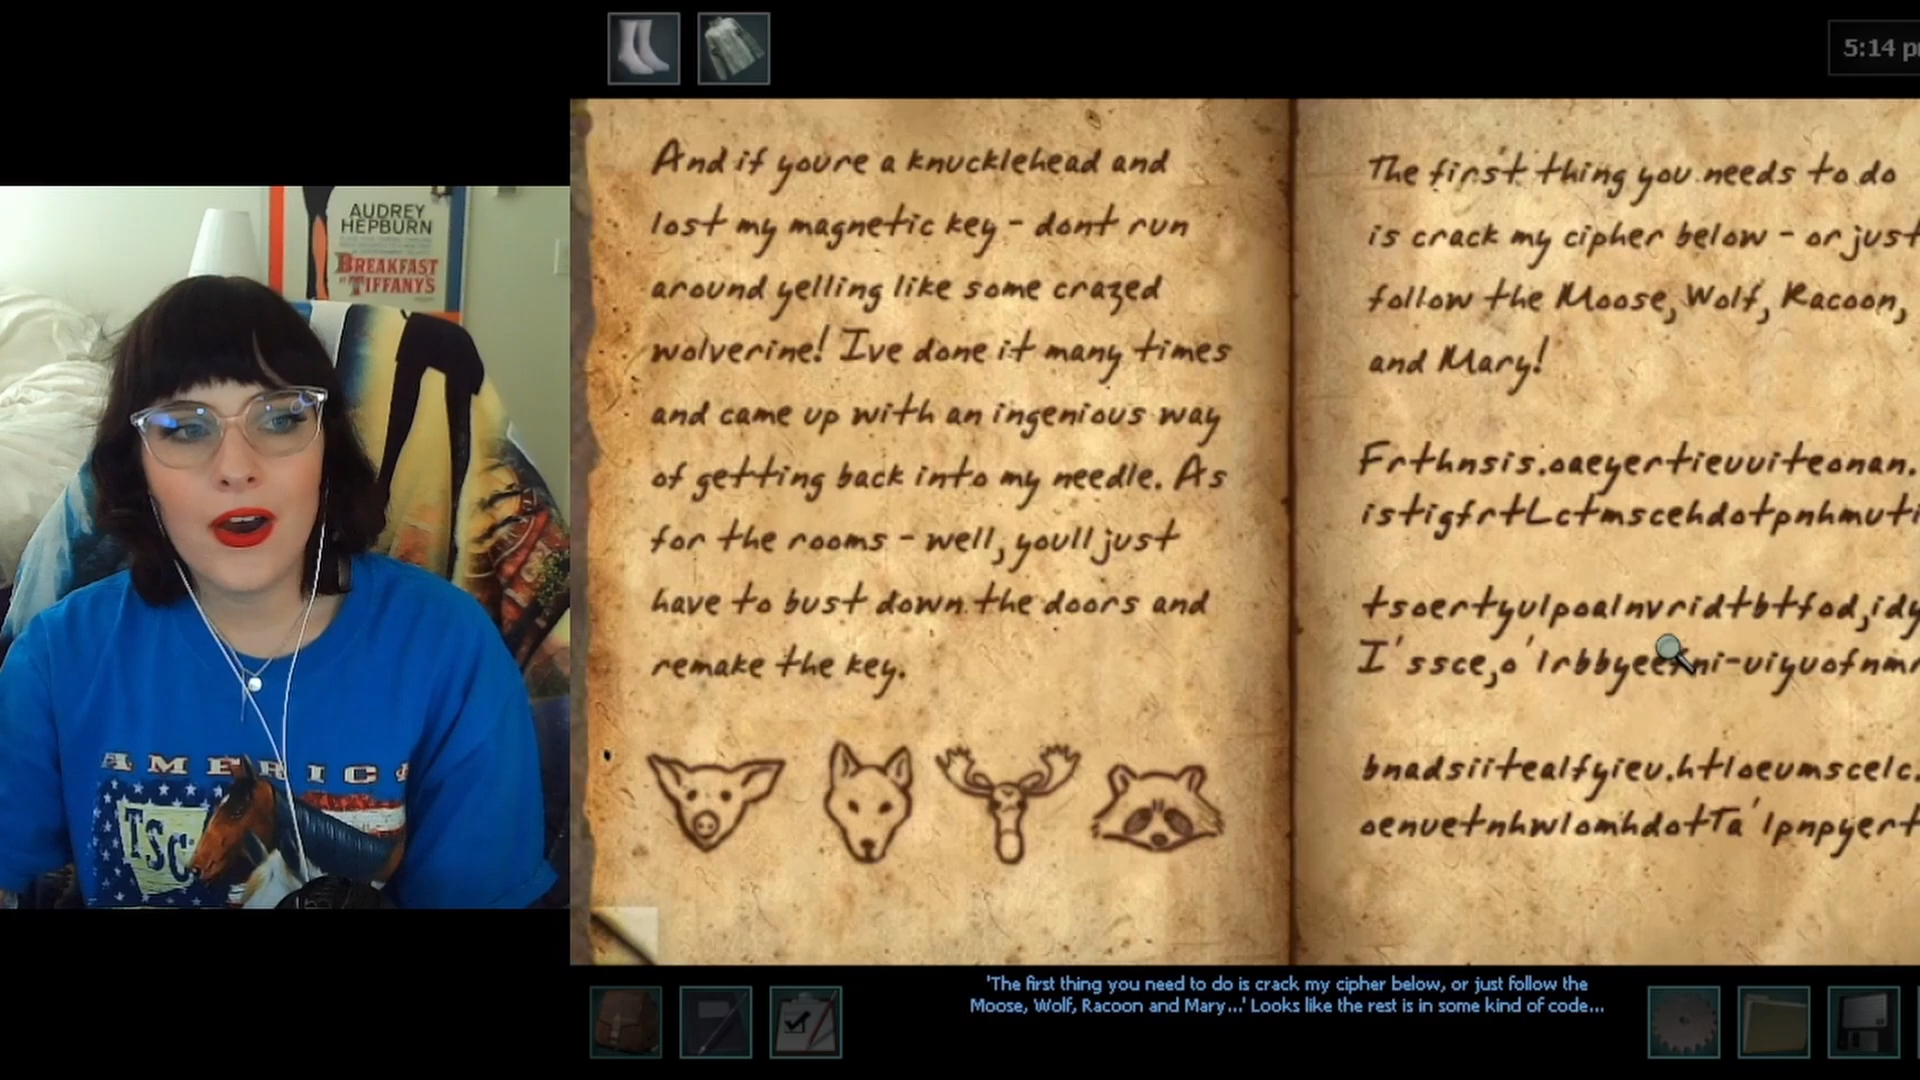 5:14 p
AUDREY
HEPBURN
BREAKFAST
TIFFANY'S
AMERICA
TSC
And if youre a knucklehead and
lost my magnetic key - dont run
around yelling like some crazed
wolverine! Ive done it many times
and came up with an ingenious way
of getting back into my needle. As
for the rooms - well, youll just
have to bust down the doors and
remake the key.
The first thing you needs to do
is crack my cipher below - or just
follow the Moose, Wolf, Racoon,
and Mary!
Frthnsis.oaeyertieuuiteonan.
istigfrtLctmscehdotpnhmuti
tsoertyulpoalnvridtbtfod,idy
I'ssce,o'lrbbyee ni-uiyuofnmr
bnadsiitealfyieu.htloeumscelc.
oenuetnhwlomhdotTa'lpnpyert
'The first thing you need to do is crack my cipher below, or just follow the
Moose, Wolf, Racoon and Mary...' Looks like the rest is in some kind of code...